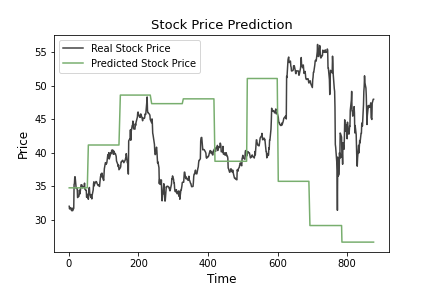 Stock Price Prediction
Real Stock Price
Predicted Stock Price
55
50
45
40
35
30
Price
0 200 400 600 800
Time